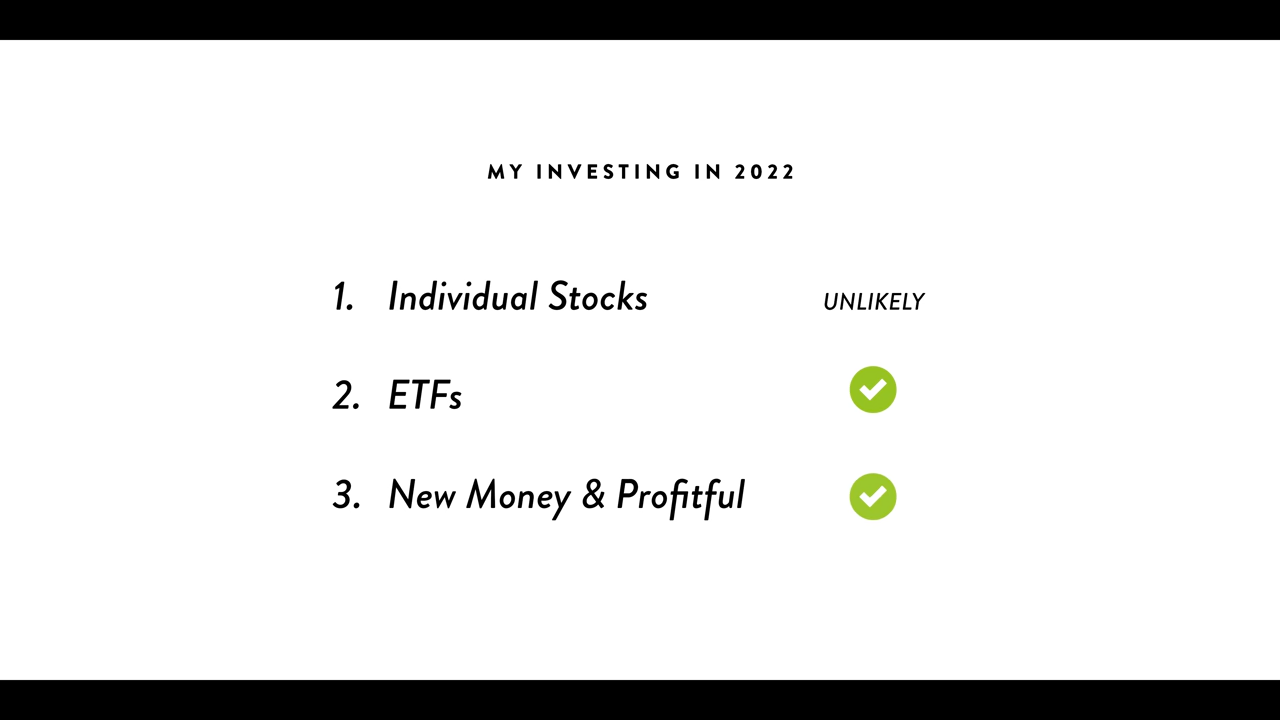 MY INVESTING IN 2022
1. Individual Stocks UNLIKELY
2. ETFs
3. New Money & Profitful